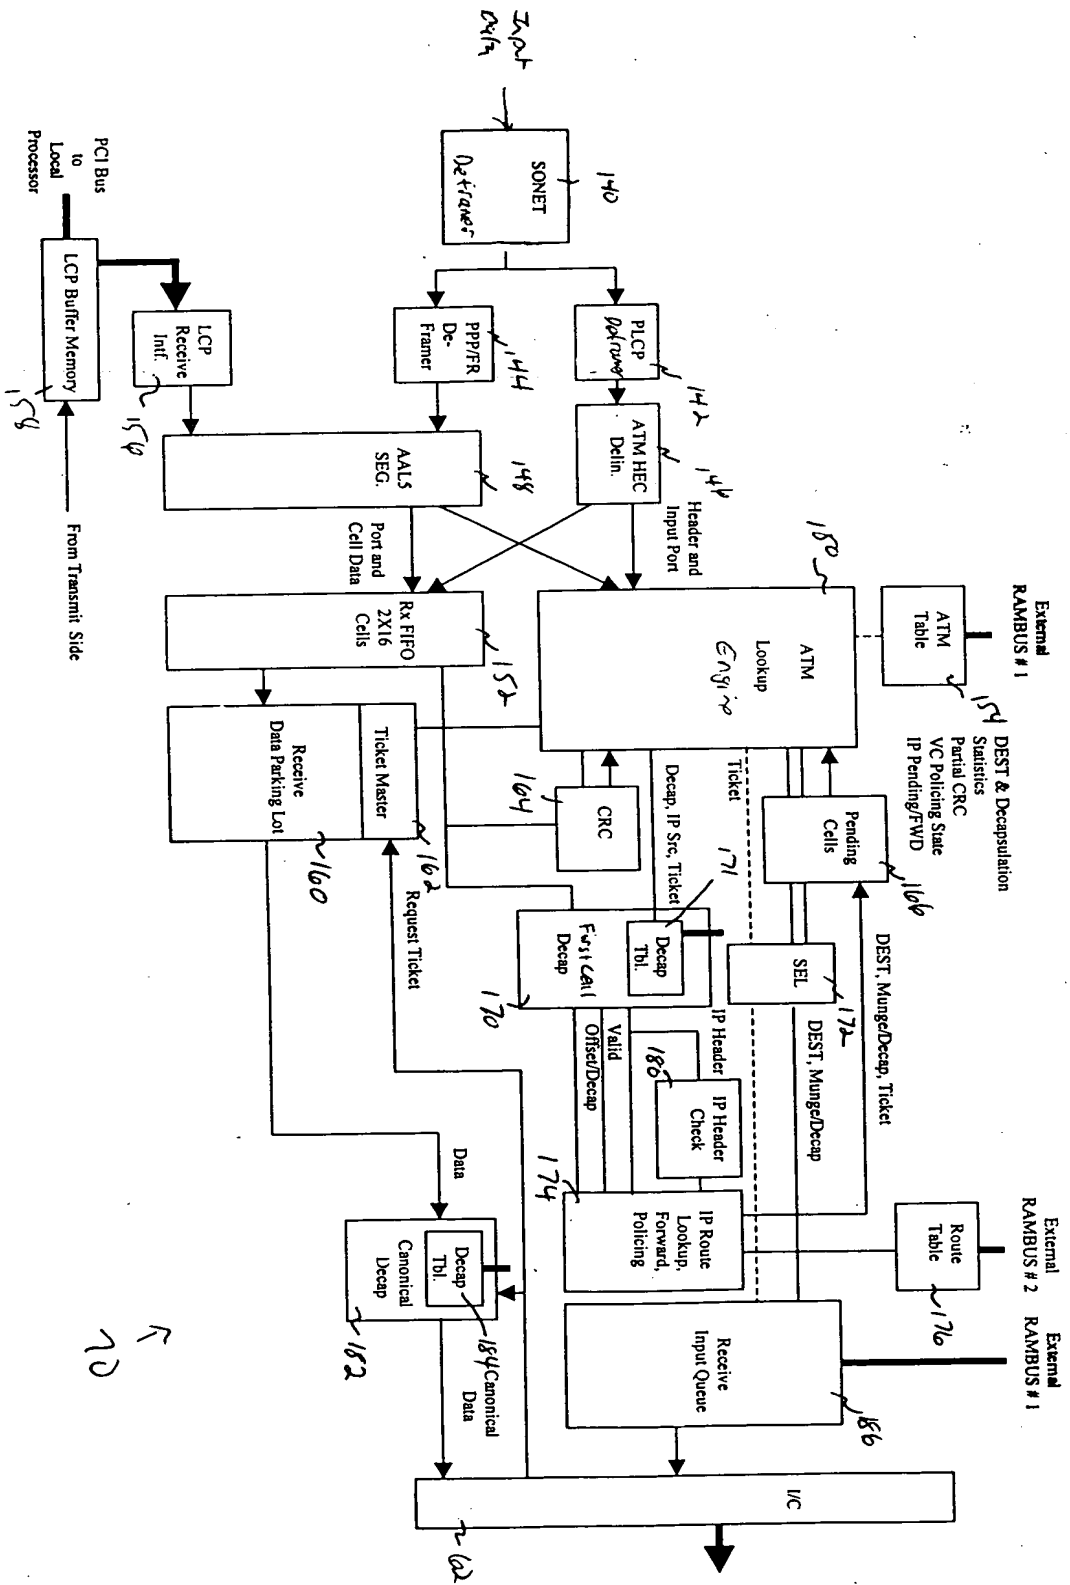 Input
Data
SONET
Deframer
140
PLCP
Deframer
142
PPP/FR
De-
Framer
144
ATM HEC
Delin.
146
AAL5
SEG.
148
LCP
Receive
Intf.
156
PCI Bus
to
Local
Processor
LCP Buffer Memory
158
From Transmit Side
Header and
Input Port
Port and
Cell Data
Rx FIFO
2X16
Cells
152
ATM
Lookup
Engine
150
External
RAMBUS # 1
ATM
Table
154
DEST & Decapsulation
Statistics
Partial CRC
VC Policing State
IP Pending/FWD
Ticket Master
162
Receive
Data Parking Lot
160
CRC
164
Decap, IP Src, Ticket
Ticket
Pending
Cells
166
Request Ticket
171
Decap
Tbl.
First Cell
Decap
170
SEL
172
DEST, Munge/Decap, Ticket
DEST, Munge/Decap
IP Header
Valid
Offset/Decap
180
IP Header
Check
174
IP Route
Lookup,
Forward,
Policing
External
RAMBUS # 2
Route
Table
176
External
RAMBUS # 1
Data
Decap
Tbl.
Canonical
Decap
184
182
Canonical
Data
Receive
Input Queue
186
I/C
62
70